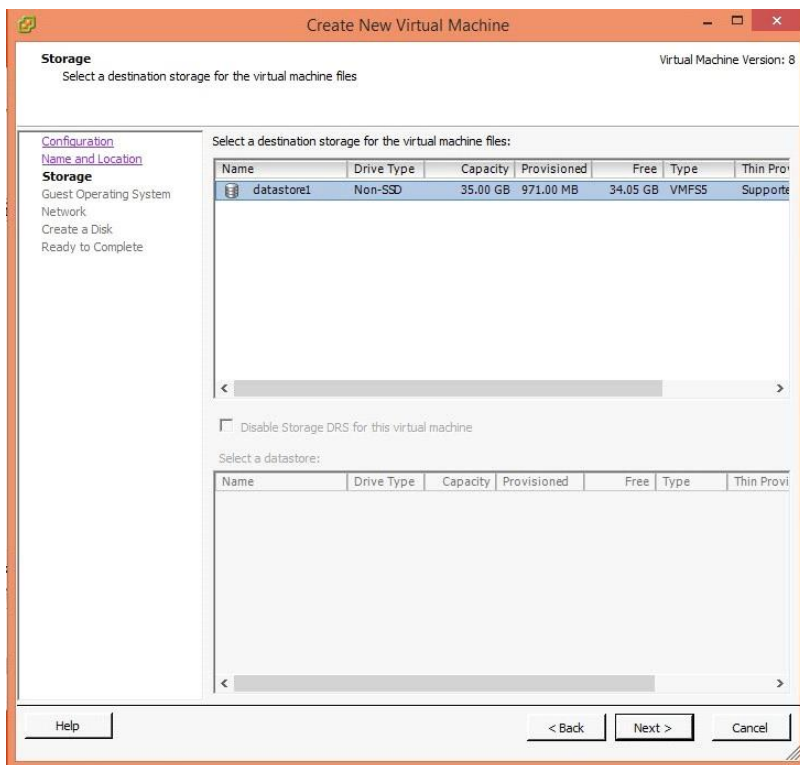 Create New Virtual Machine
Storage
Select a destination storage for the virtual machine files
Virtual Machine Version: 8
Configuration
Name and Location
Storage
Guest Operating System
Network
Create a Disk
Ready to Complete
Select a destination storage for the virtual machine files:
Name Drive Type Capacity Provisioned Free Type Thin Prov
datastore1 Non-SSD 35.00 GB 971.00 MB 34.05 GB VMFS5 Supporte
Disable Storage DRS for this virtual machine
Select a datastore:
Name Drive Type Capacity Provisioned Free Type Thin Provi
Help
< Back
Next >
Cancel